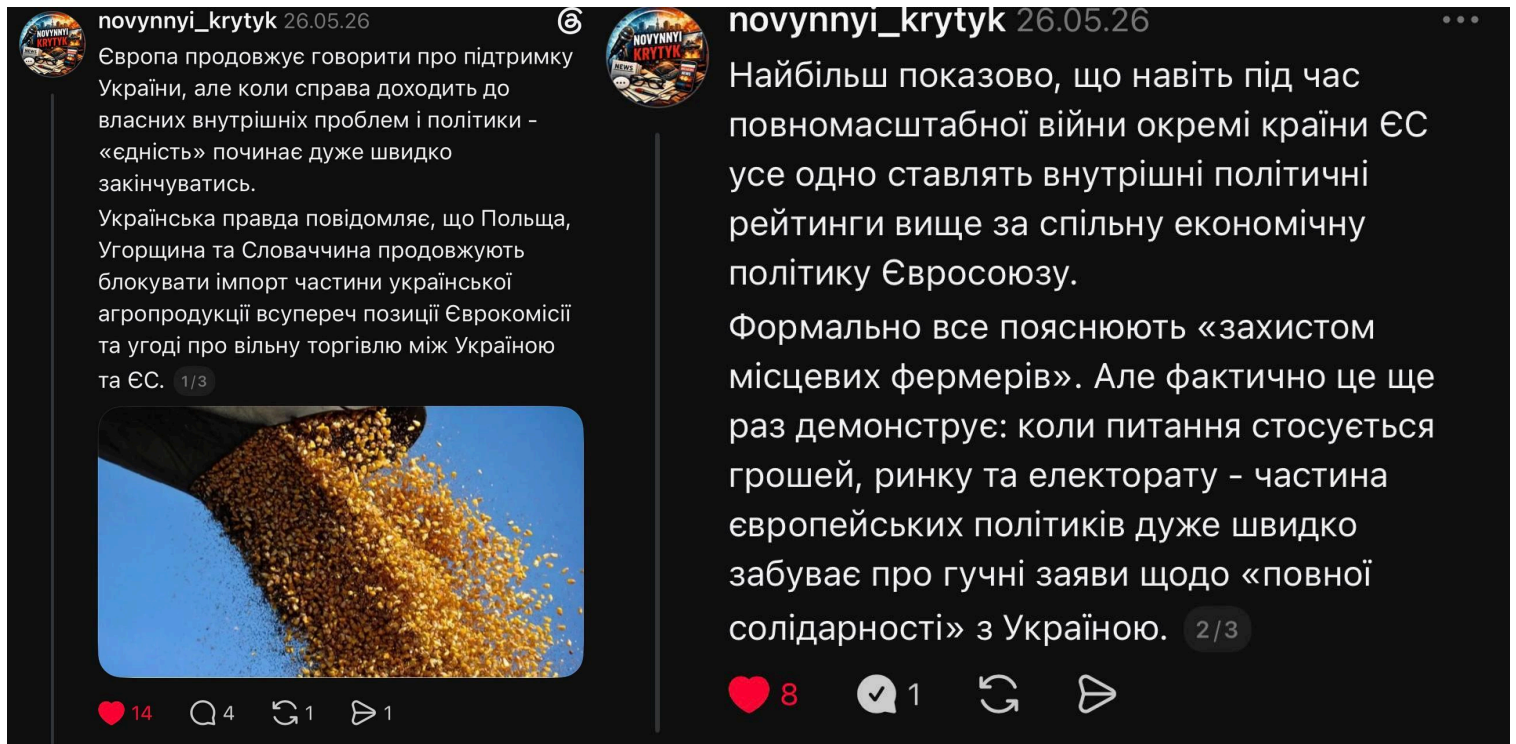 novynnyi_krytyk 26.05.26
NOVYNNYI
KRYTYK
NEWS
Європа продовжує говорити про підтримку
України, але коли справа доходить до
власних внутрішніх проблем і політики -
«єдність» починає дуже швидко
закінчуватись.
Українська правда повідомляє, що Польща,
Угорщина та Словаччина продовжують
блокувати імпорт частини української
агропродукції всупереч позиції Єврокомісії
та угоді про вільну торгівлю між Україною
та ЄС. 1/3
14 4 1 1
novynnyi_krytyk 26.05.26
NOVYNNYI
KRYTYK
NEWS
Найбільш показово, що навіть під час
повномасштабної війни окремі країни ЄС
усе одно ставлять внутрішні політичні
рейтинги вище за спільну економічну
політику Євросоюзу.
Формально все пояснюють «захистом
місцевих фермерів». Але фактично це ще
раз демонструє: коли питання стосується
грошей, ринку та електорату - частина
європейських політиків дуже швидко
забуває про гучні заяви щодо «повної
солідарності» з Україною. 2/3
8 1